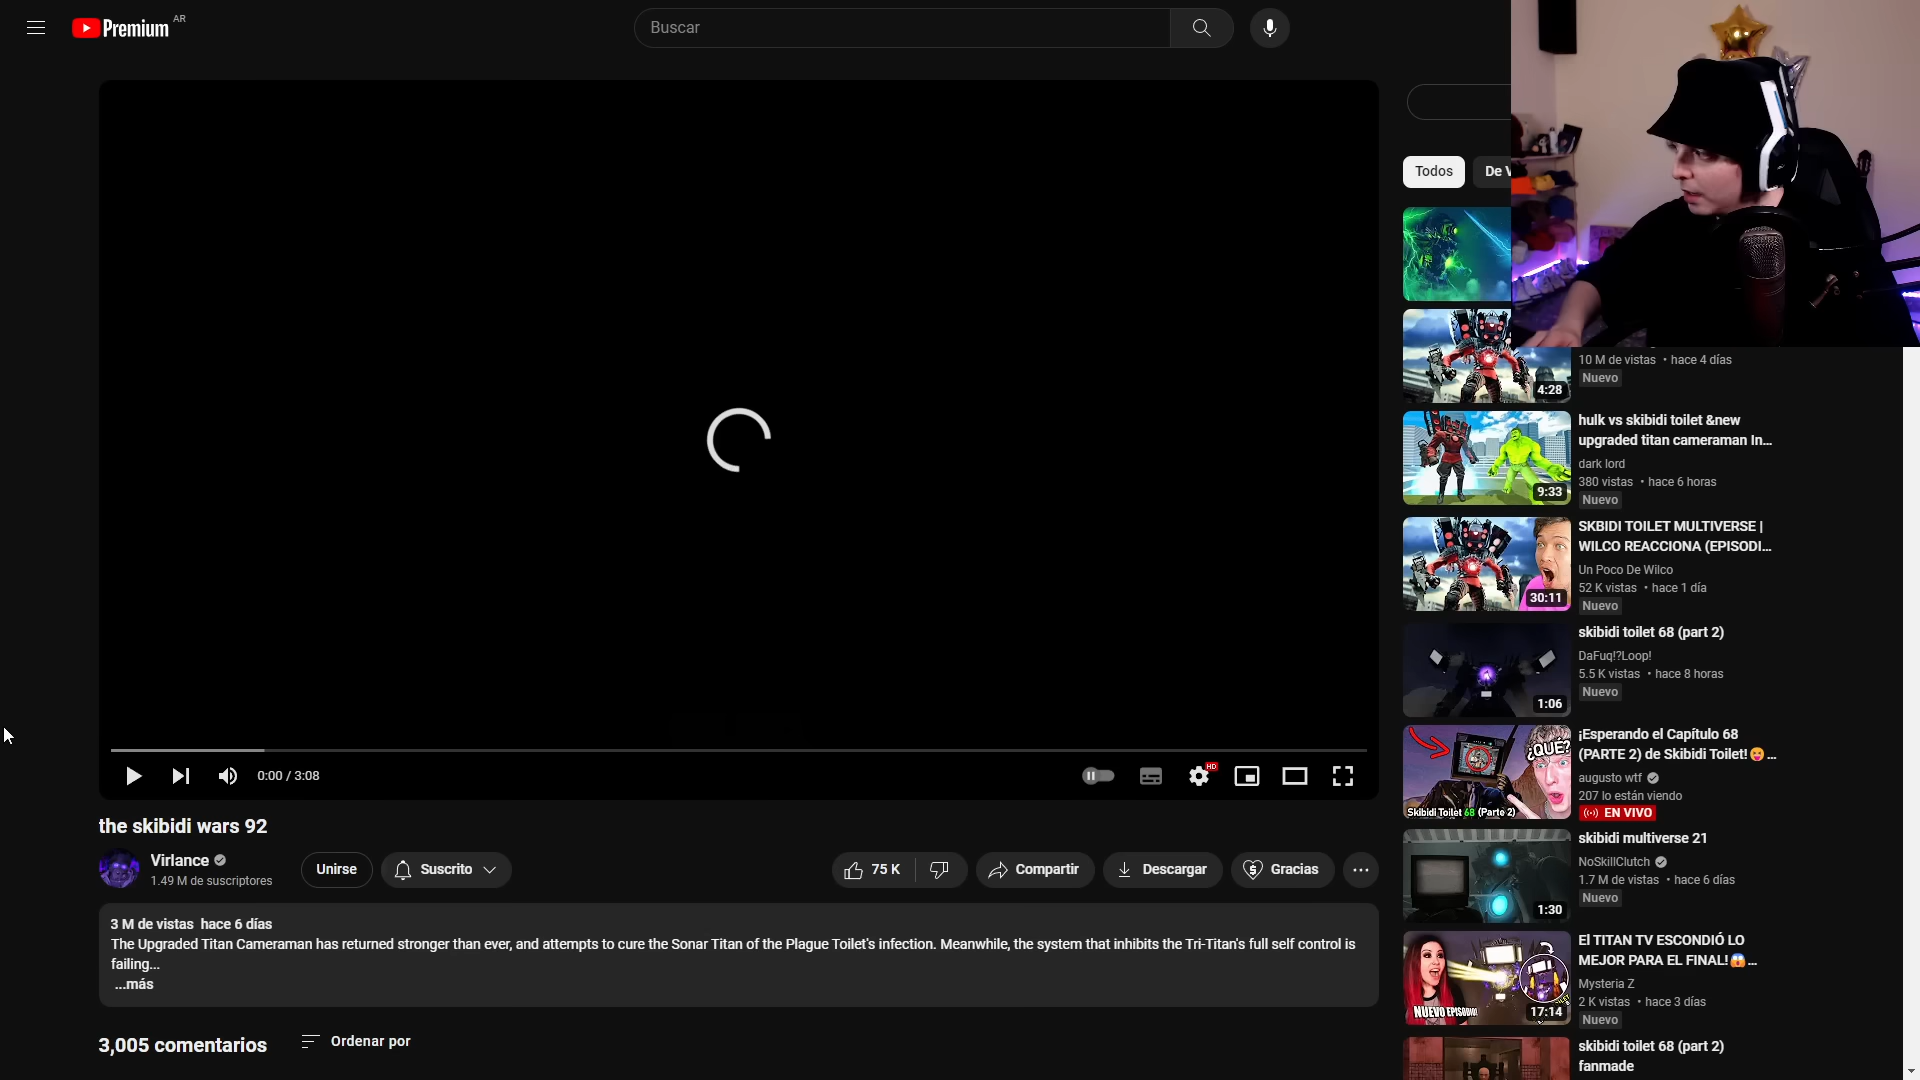 Premium AR
Buscar
Todos
De V
10 M de vistas • hace 4 días
Nuevo
4:28
hulk vs skibidi toilet &new
upgraded titan cameraman In...
dark lord
380 vistas • hace 6 horas
Nuevo
9:33
SKBIDI TOILET MULTIVERSE |
WILCO REACCIONA (EPISODI...
Un Poco De Wilco
52 K vistas • hace 1 día
Nuevo
30:11
skibidi toilet 68 (part 2)
DaFuq!?Loop!
5.5 K vistas • hace 8 horas
Nuevo
1:06
¿QUÉ?
Skibidi Toilet 68 (Parte 2)
¡Esperando el Capítulo 68
(PARTE 2) de Skibidi Toilet!😝...
augusto wtf
207 lo están viendo
EN VIVO
skibidi multiverse 21
NoSkillClutch
1.7 M de vistas • hace 6 días
Nuevo
1:30
El TITAN TV ESCONDIÓ LO
MEJOR PARA EL FINAL!😱...
Mysteria Z
2 K vistas • hace 3 días
Nuevo
NUEVO EPISODIO!
17:14
skibidi toilet 68 (part 2)
fanmade
0:00 / 3:08
HD
the skibidi wars 92
Virlance
1.49 M de suscriptores
Unirse
Suscrito
75 K
Compartir
Descargar
Gracias
3 M de vistas hace 6 días
The Upgraded Titan Cameraman has returned stronger than ever, and attempts to cure the Sonar Titan of the Plague Toilet's infection. Meanwhile, the system that inhibits the Tri-Titan's full self control is
failing...
...más
3,005 comentarios
Ordenar por